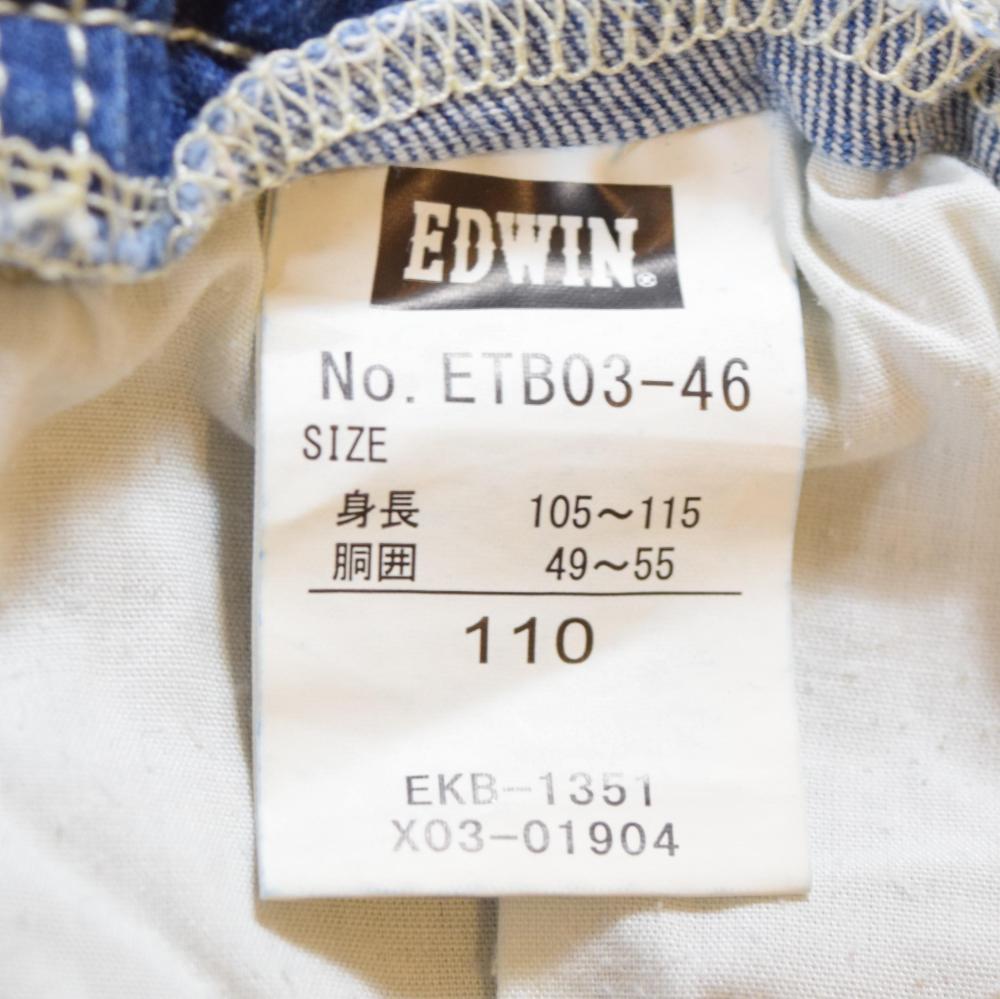 EDWIN®
No. ETB03-46
SIZE
身長 105～115
胴囲 49～55
110
EKB-1351
X03-01904